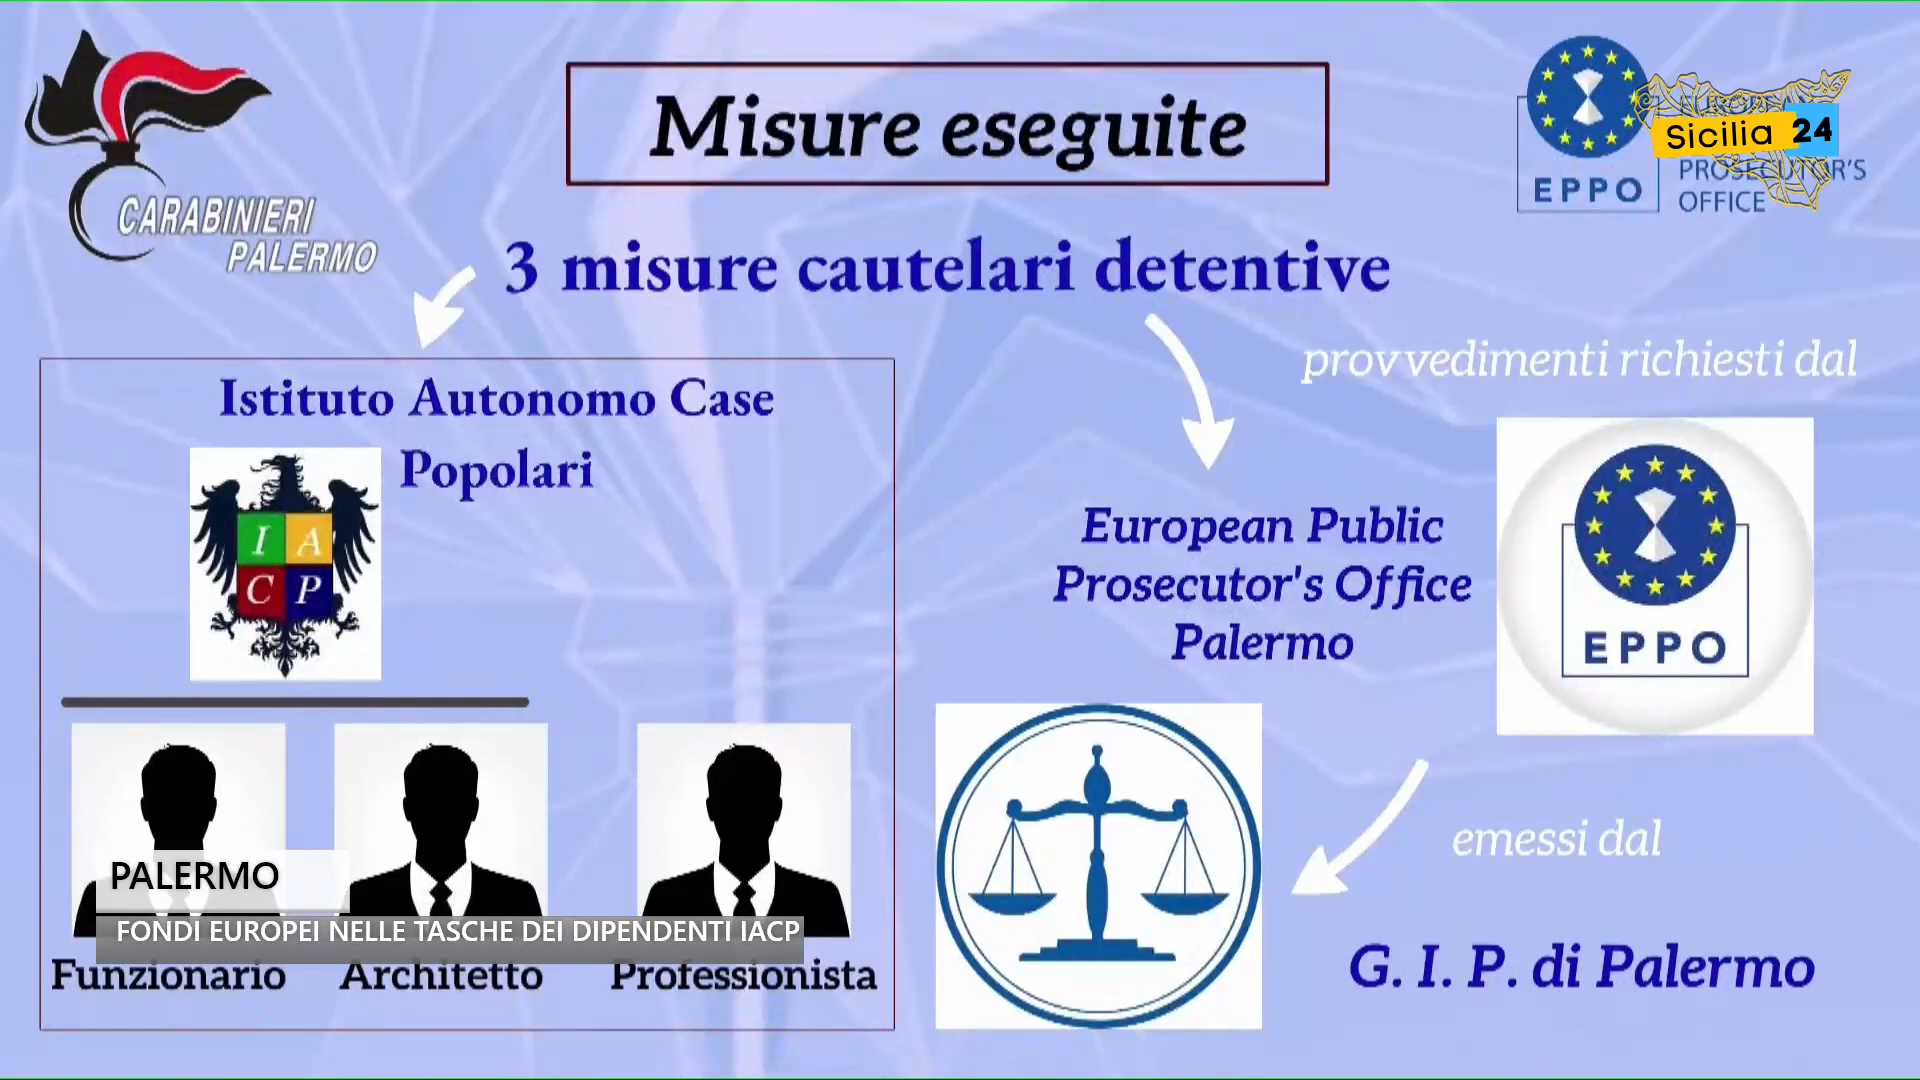 CARABINIERI
PALERMO
Misure eseguite
EPPO
PROSECUTOR'S
OFFICE
Sicilia 24
3 misure cautelari detentive
Istituto Autonomo Case
Popolari
I A
C P
provvedimenti richiesti dal
European Public
Prosecutor's Office
Palermo
EPPO
emessi dal
G. I. P. di Palermo
PALERMO
FONDI EUROPEI NELLE TASCHE DEI DIPENDENTI IACP
Funzionario
Architetto
Professionista